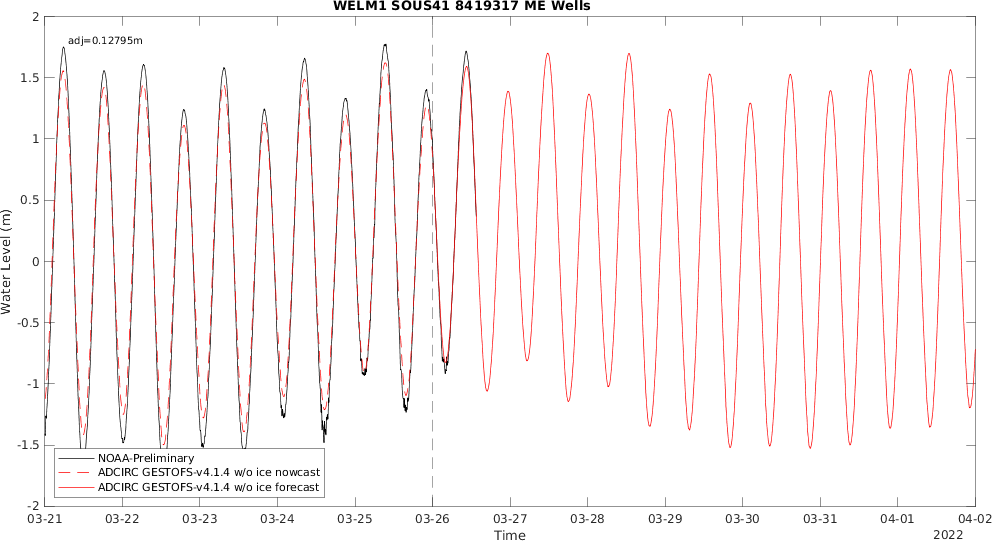 WELM1 SOUS41 8419317 ME Wells
adj=0.12795m
2
1.5
1
0.5
0
-0.5
-1
-1.5
-2
Water Level (m)
NOAA-Preliminary
ADCIRC GESTOFS-v4.1.4 w/o ice nowcast
ADCIRC GESTOFS-v4.1.4 w/o ice forecast
03-21 03-22 03-23 03-24 03-25 03-26 03-27 03-28 03-29 03-30 03-31 04-01 04-02
Time
2022